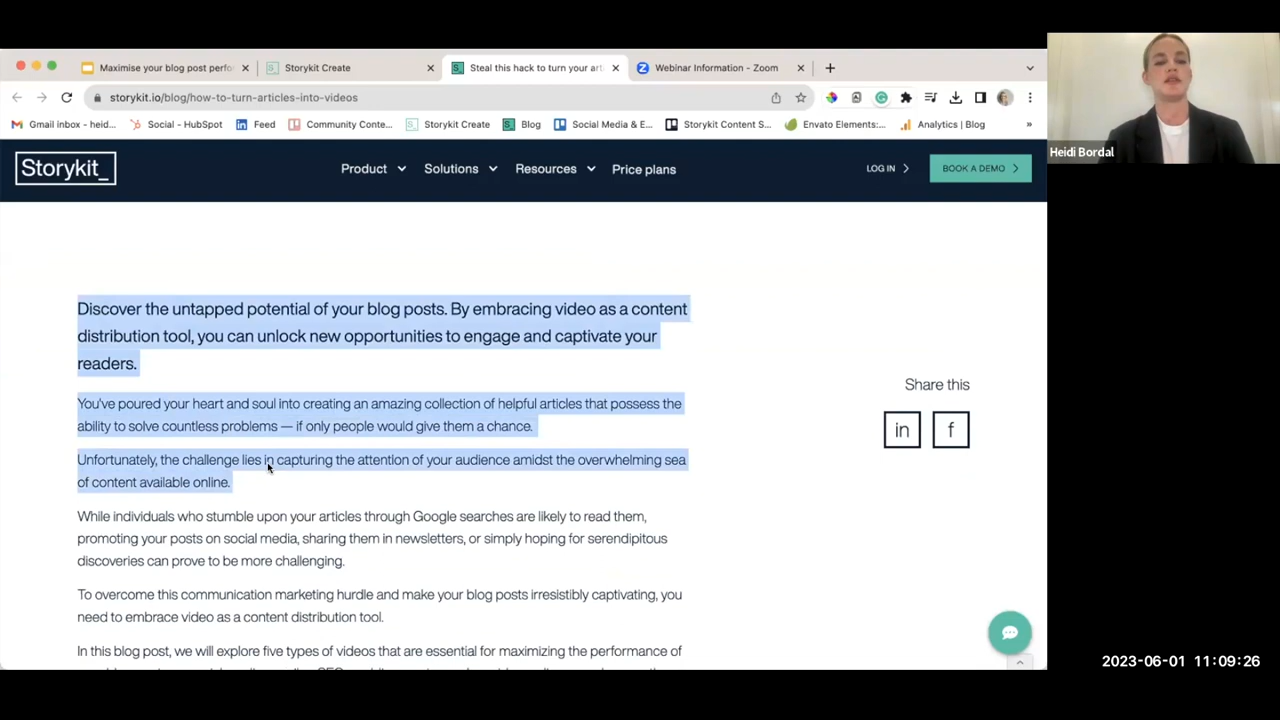 Maximise your blog post perfo
Storykit Create
Steal this hack to turn your art
Webinar Information - Zoom
storykit.io/blog/how-to-turn-articles-into-videos
Gmail inbox - heid...
Social - HubSpot
Feed
Community Conte...
Storykit Create
Blog
Social Media & E...
Storykit Content S...
Envato Elements:...
Analytics | Blog
»
Storykit_
Product
Solutions
Resources
Price plans
LOG IN
BOOK A DEMO
Heidi Bordal
Discover the untapped potential of your blog posts. By embracing video as a content
distribution tool, you can unlock new opportunities to engage and captivate your
readers.
You've poured your heart and soul into creating an amazing collection of helpful articles that possess the
ability to solve countless problems — if only people would give them a chance.
Unfortunately, the challenge lies in capturing the attention of your audience amidst the overwhelming sea
of content available online.
Share this
in f
While individuals who stumble upon your articles through Google searches are likely to read them,
promoting your posts on social media, sharing them in newsletters, or simply hoping for serendipitous
discoveries can prove to be more challenging.
To overcome this communication marketing hurdle and make your blog posts irresistibly captivating, you
need to embrace video as a content distribution tool.
In this blog post, we will explore five types of videos that are essential for maximizing the performance of
2023-06-01 11:09:26